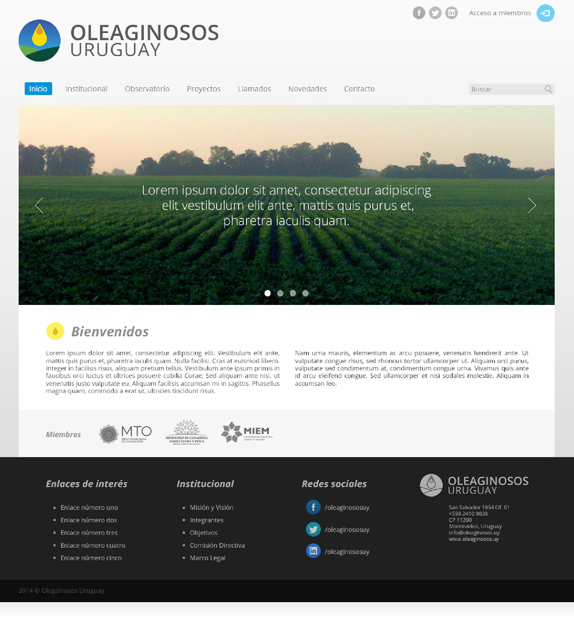 Acceso a miembros
OLEAGINOSOS
URUGUAY
Inicio Institucional Observatorio Proyectos Llamados Novedades Contacto
Buscar
Lorem ipsum dolor sit amet, consectetur adipiscing
elit vestibulum elit ante, mattis quis purus et,
pharetra iaculis quam.
Bienvenidos
Lorem ipsum dolor sit amet, consectetur adipiscing elit. Vestibulum elit ante,
mattis quis purus et, pharetra iaculis quam. Nulla facilisi. Cras at euismod libero.
Integer in facilisis risus, aliquam pretium tellus. Vestibulum ante ipsum primis in
faucibus orci luctus et ultrices posuere cubilia Curae; Sed aliquam ante nisi, ut
venenatis justo vulputate eu. Aliquam facilisis accumsan mi in sagittis. Phasellus
magna quam, commodo a erat ut, ultricies tincidunt risus.
Nam urna mauris, elementum ac arcu posuere, venenatis hendrerit ante. Ut
vulputate congue risus, sed rhoncus tortor ullamcorper ut. Aliquam orci purus,
vulputate sed condimentum at, condimentum congue urna. Vivamus quis ante
id arcu eleifend congue. Sed ullamcorper et nisi sodales molestie. Aliquam in
accumsan leo.
Miembros
MTO
MINISTERIO DE GANADERÍA
AGRICULTURA Y PESCA
MIEM
Enlaces de interés
Enlace número uno
Enlace número dos
Enlace número tres
Enlace número cuatro
Enlace número cinco
Institucional
Misión y Visión
Integrantes
Objetivos
Comisión Directiva
Marco Legal
Redes sociales
/oleaginososuy
/oleaginososuy
/oleaginososuy
OLEAGINOSOS
URUGUAY
San Salvador 1954 Of. 01
+598 2410 9838
CP 11200
Montevideo, Uruguay
info@oleaginosos.uy
www.oleaginosos.uy
2014 © Oleginosos Uruguay